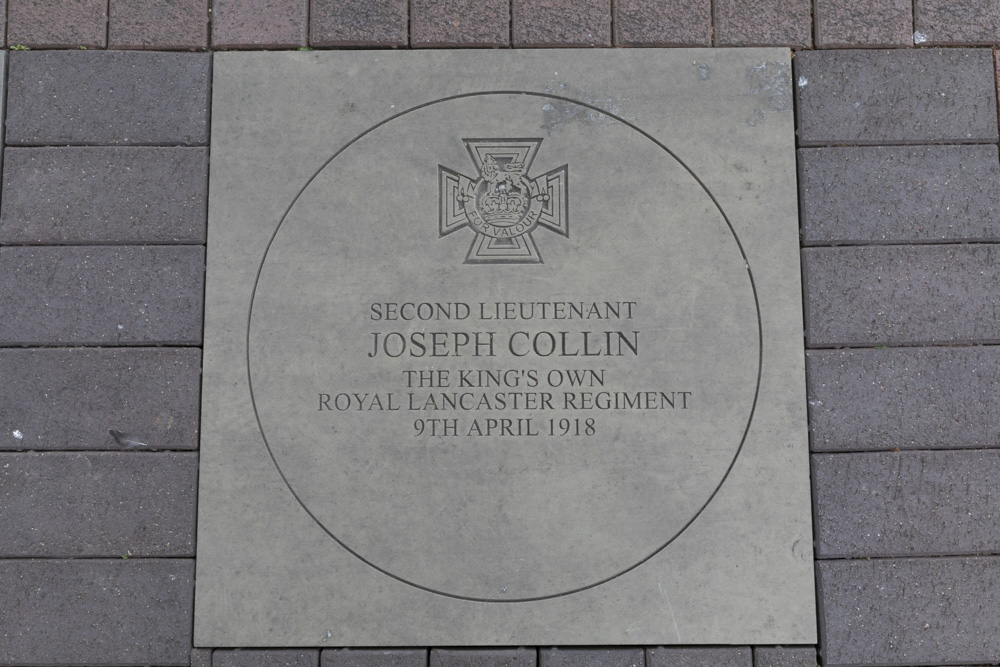 FOR VALOUR
SECOND LIEUTENANT
JOSEPH COLLIN
THE KING'S OWN
ROYAL LANCASTER REGIMENT
9TH APRIL 1918